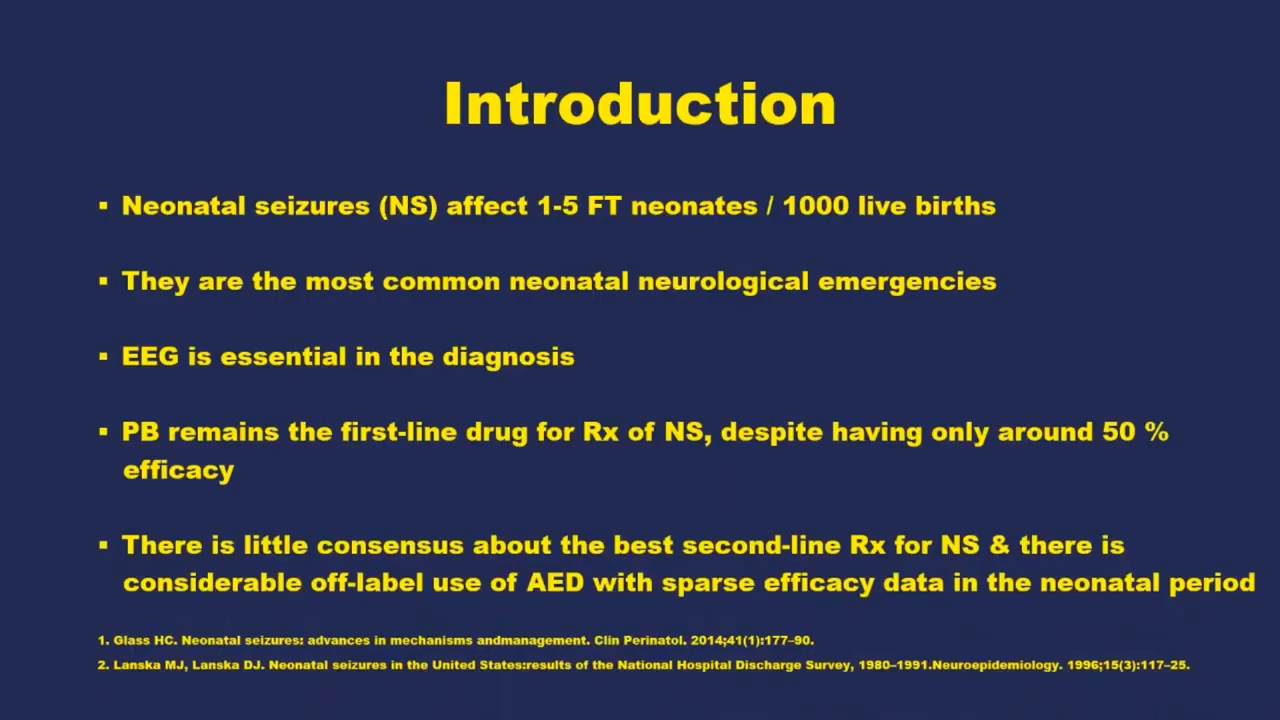 Introduction
▪ Neonatal seizures (NS) affect 1-5 FT neonates / 1000 live births
▪ They are the most common neonatal neurological emergencies
▪ EEG is essential in the diagnosis
▪ PB remains the first-line drug for Rx of NS, despite having only around 50 %
efficacy
▪ There is little consensus about the best second-line Rx for NS & there is
considerable off-label use of AED with sparse efficacy data in the neonatal period
1. Glass HC. Neonatal seizures: advances in mechanisms andmanagement. Clin Perinatol. 2014;41(1):177–90.
2. Lanska MJ, Lanska DJ. Neonatal seizures in the United States:results of the National Hospital Discharge Survey, 1980–1991.Neuroepidemiology. 1996;15(3):117–25.